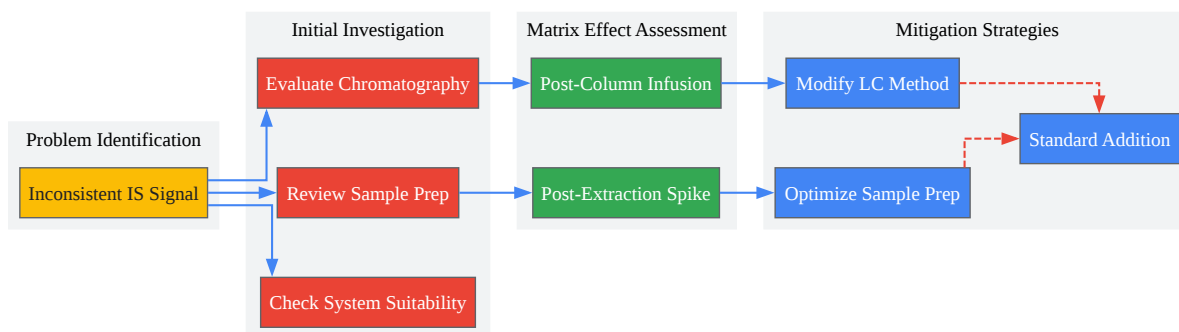 Initial Investigation
Matrix Effect Assessment
Mitigation Strategies
Evaluate Chromatography
Post-Column Infusion
Modify LC Method
Problem Identification
Standard Addition
Inconsistent IS Signal
Review Sample Prep
Post-Extraction Spike
Optimize Sample Prep
Check System Suitability